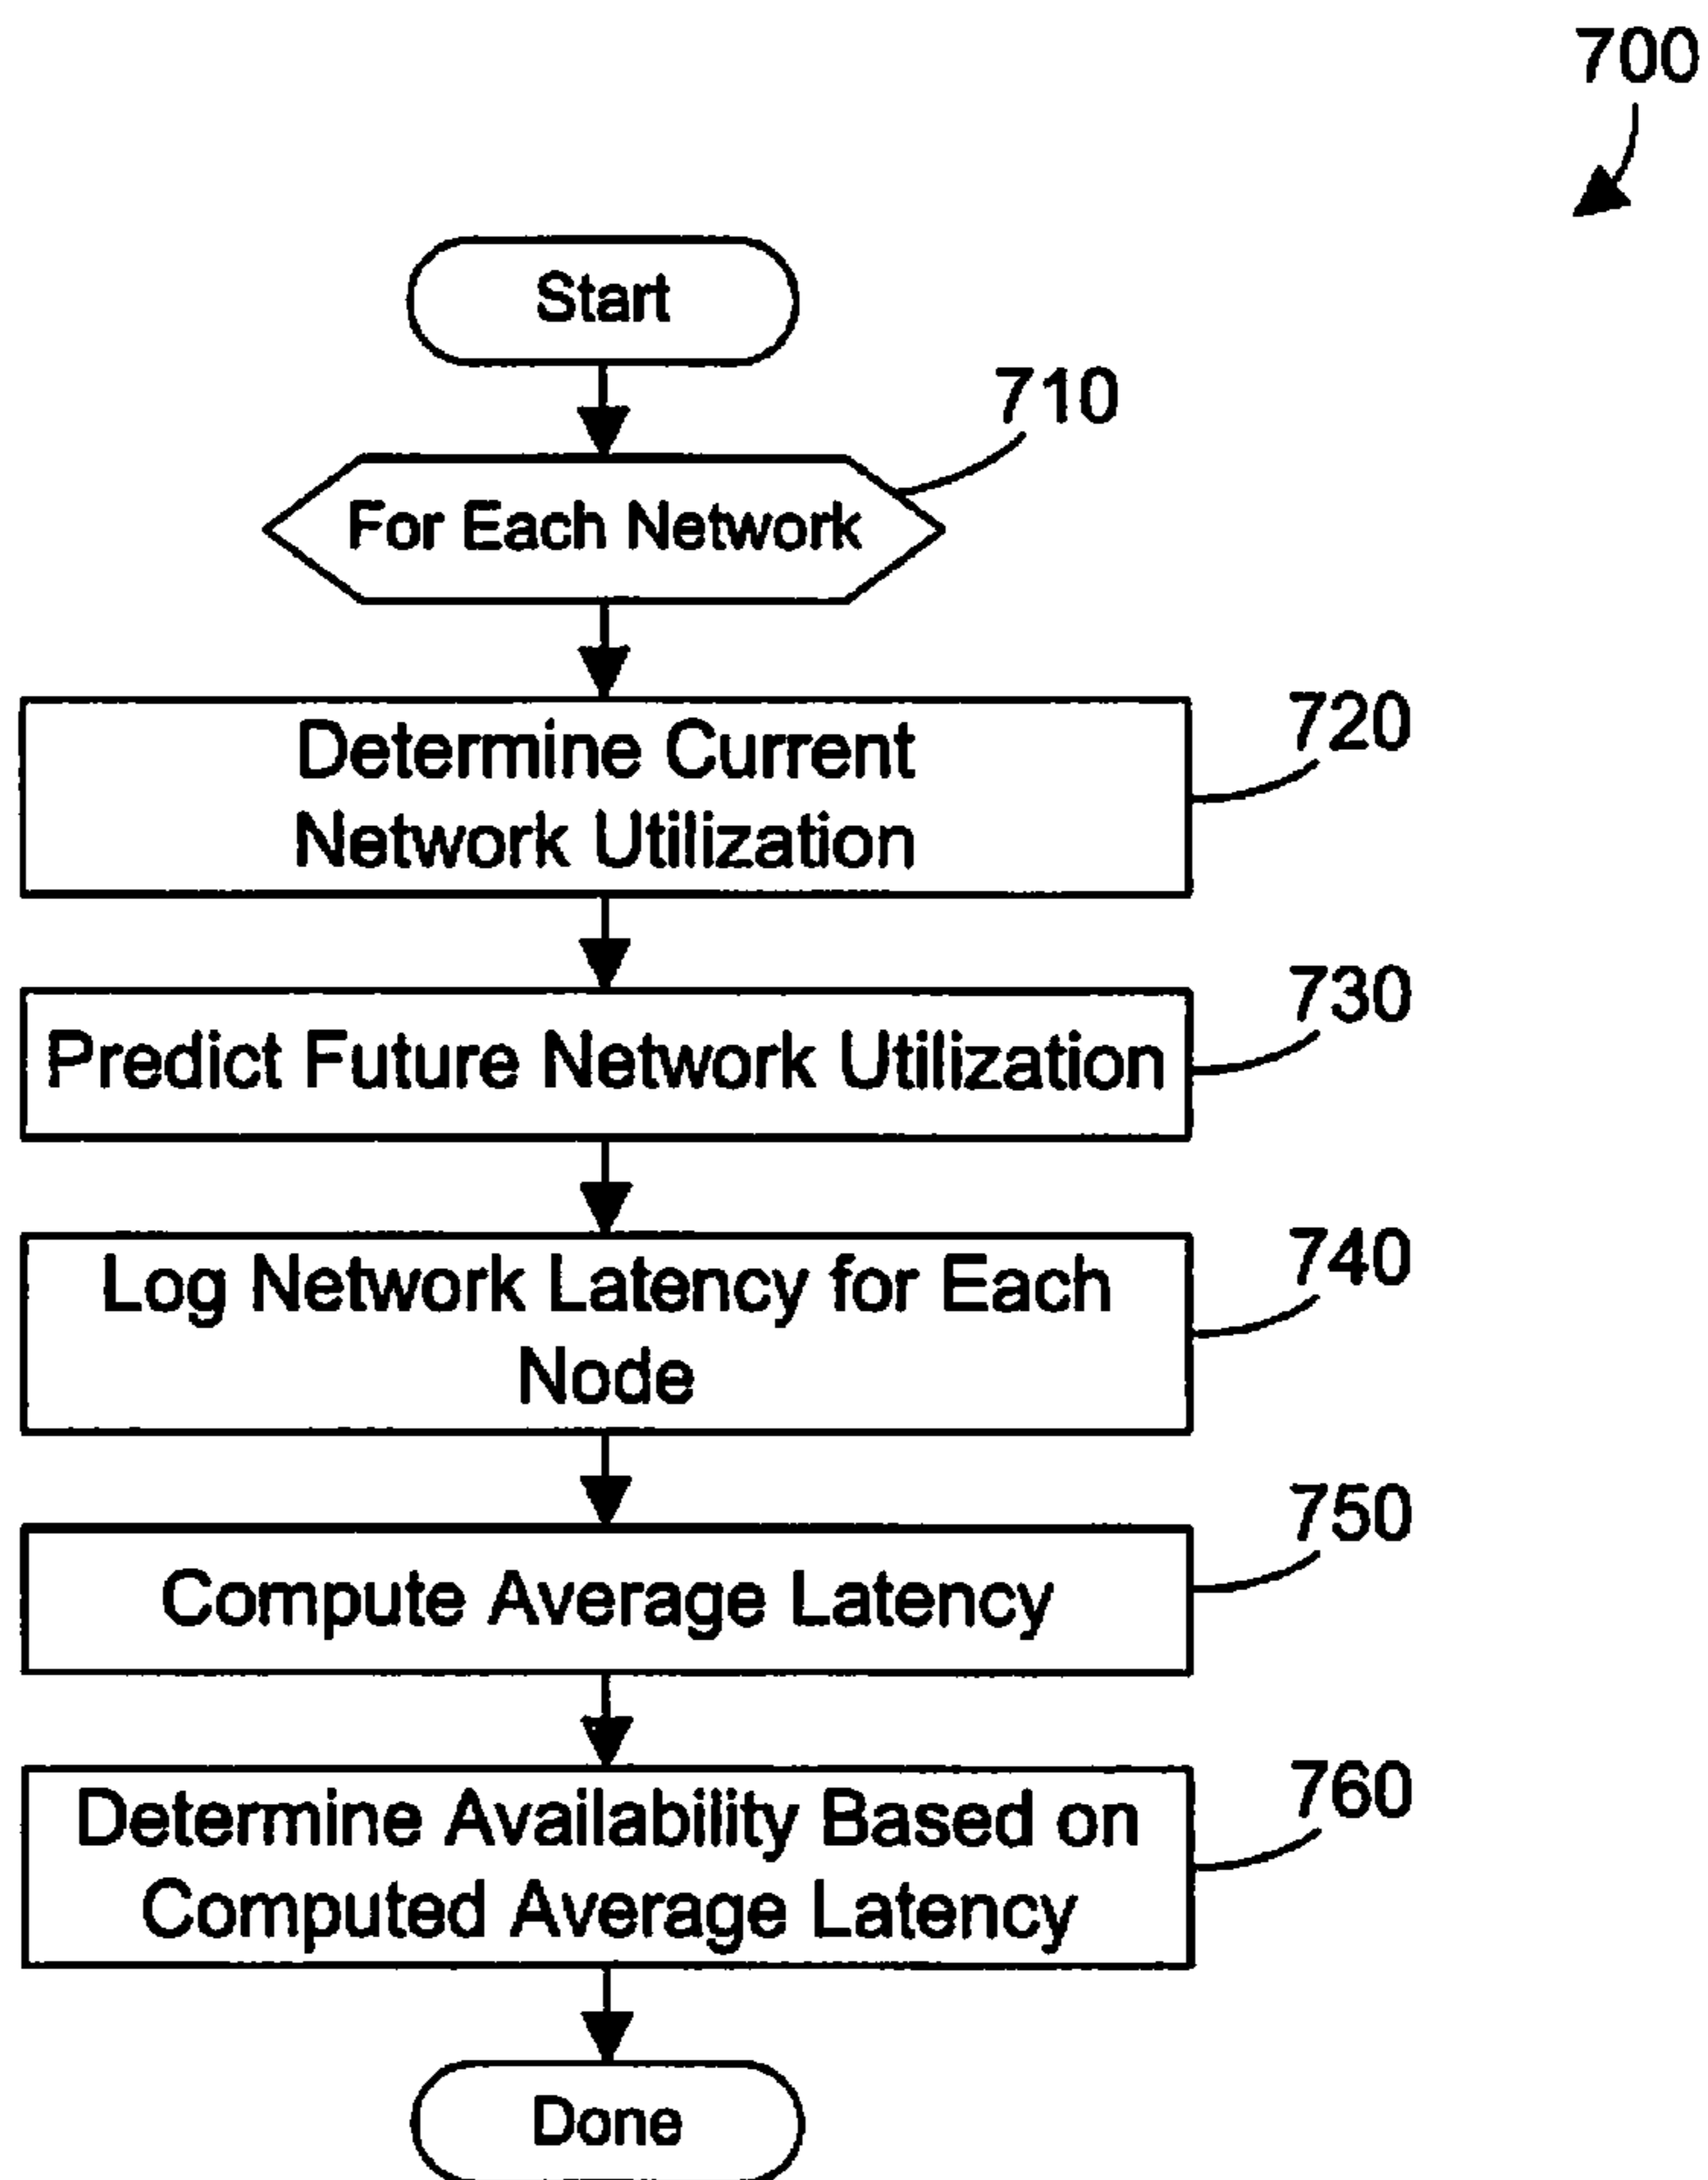 700
Start
710
For Each Network
720
Determine Current
Network Utilization
730
Predict Future Network Utilization
740
Log Network Latency for Each
Node
750
Compute Average Latency
760
Determine Availability Based on
Computed Average Latency
Done